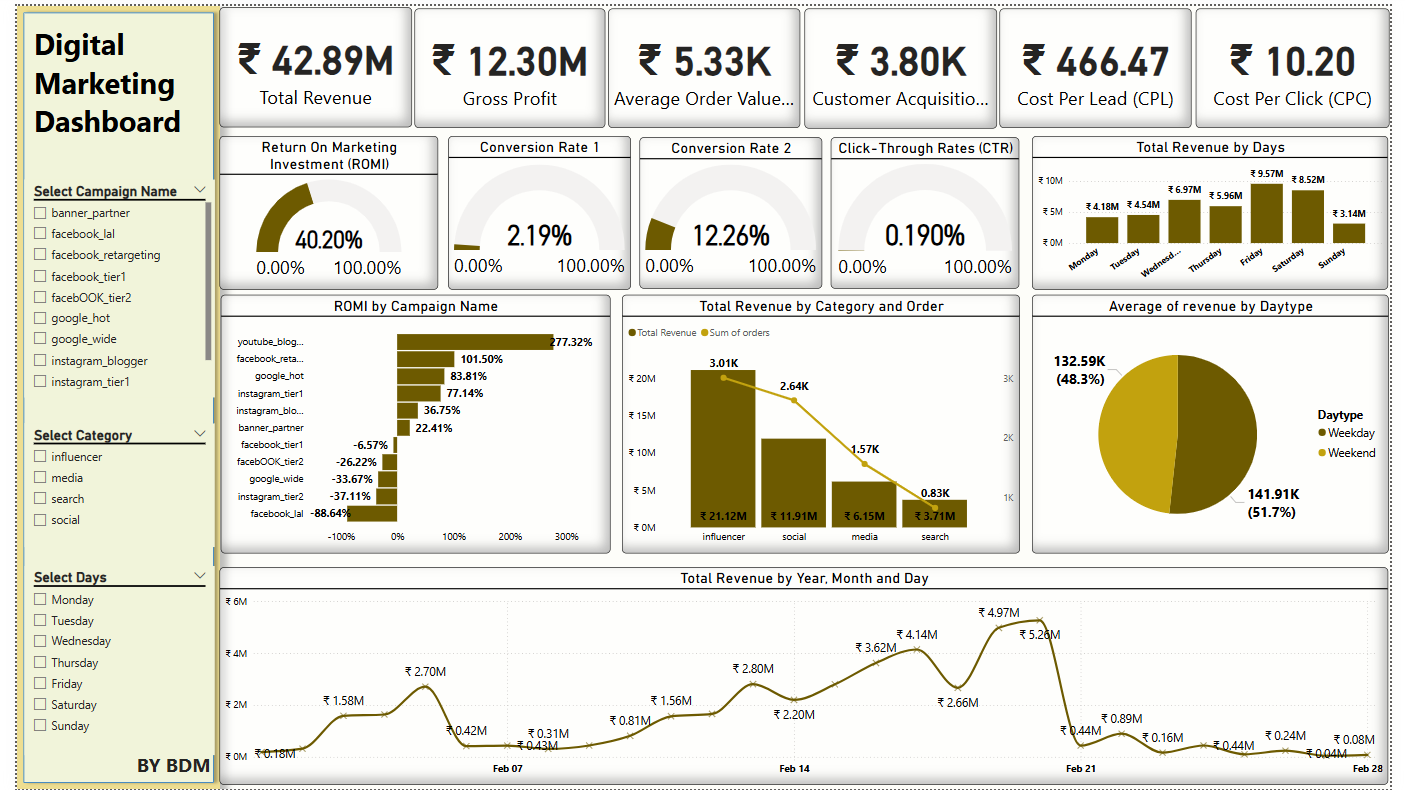 Digital
Marketing
Dashboard
Select Campaign Name
banner_partner
facebook_lal
facebook_retargeting
facebook_tier1
facebOOK_tier2
google_hot
google_wide
instagram_blogger
instagram_tier1
Select Category
influencer
media
search
social
Select Days
Monday
Tuesday
Wednesday
Thursday
Friday
Saturday
Sunday
BY BDM
₹ 42.89M
Total Revenue
₹ 12.30M
Gross Profit
₹ 5.33K
Average Order Value...
₹ 3.80K
Customer Acquisitio...
₹ 466.47
Cost Per Lead (CPL)
₹ 10.20
Cost Per Click (CPC)
Return On Marketing
Investment (ROMI)
40.20%
0.00% 100.00%
Conversion Rate 1
2.19%
0.00% 100.00%
Conversion Rate 2
12.26%
0.00% 100.00%
Click-Through Rates (CTR)
0.190%
0.00% 100.00%
Total Revenue by Days
₹ 10M
₹ 5M
₹ 0M
₹ 4.18M
₹ 4.54M
₹ 6.97M
₹ 5.96M
₹ 9.57M
₹ 8.52M
₹ 3.14M
Monday
Tuesday
Wednesd...
Thursday
Friday
Saturday
Sunday
ROMI by Campaign Name
youtube_blog... 277.32%
facebook_reta... 101.50%
google_hot 83.81%
instagram_tier1 77.14%
instagram_blo... 36.75%
banner_partner 22.41%
facebook_tier1 -6.57%
facebOOK_tier2 -26.22%
google_wide -33.67%
instagram_tier2 -37.11%
facebook_lal -88.64%
-100% 0% 100% 200% 300%
Total Revenue by Category and Order
Total Revenue Sum of orders
₹ 20M
₹ 15M
₹ 10M
₹ 5M
₹ 0M
3.01K
2.64K
1.57K
0.83K
₹ 21.12M
₹ 11.91M
₹ 6.15M
₹ 3.71M
3K
2K
1K
influencer social media search
Average of revenue by Daytype
132.59K
(48.3%)
141.91K
(51.7%)
Daytype
Weekday
Weekend
Total Revenue by Year, Month and Day
₹ 6M
₹ 4M
₹ 2M
₹ 0M
₹ 0.18M
₹ 1.58M
₹ 2.70M
₹ 0.42M
₹ 0.43M
₹ 0.31M
₹ 0.81M
₹ 1.56M
₹ 2.80M
₹ 2.20M
₹ 3.62M
₹ 4.14M
₹ 2.66M
₹ 4.97M
₹ 5.26M
₹ 0.44M
₹ 0.89M
₹ 0.16M
₹ 0.44M
₹ 0.24M
₹ 0.04M
₹ 0.08M
Feb 07 Feb 14 Feb 21 Feb 28